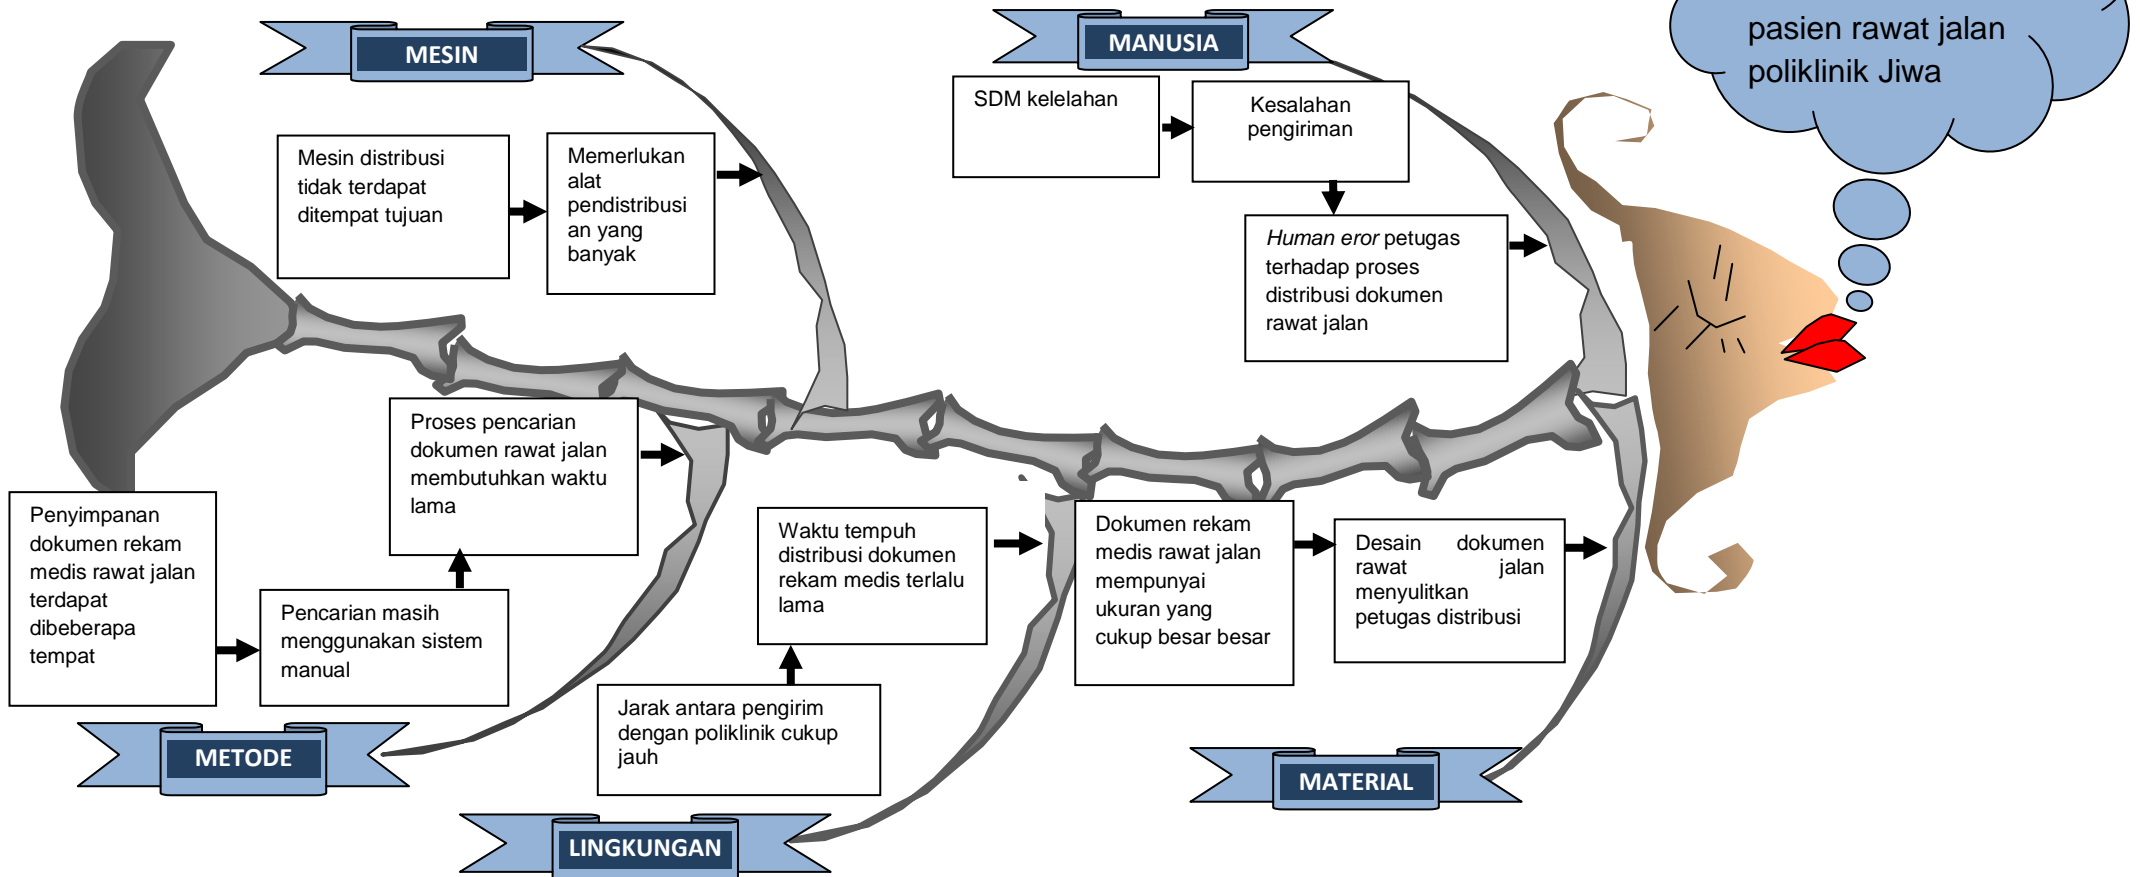 MESIN
MANUSIA
pasien rawat jalan
poliklinik Jiwa
SDM kelelahan
Kesalahan
pengiriman
Mesin distribusi
tidak terdapat
ditempat tujuan
Memerlukan
alat
pendistribusi
an yang
banyak
Human eror petugas
terhadap proses
distribusi dokumen
rawat jalan
Proses pencarian
dokumen rawat jalan
membutuhkan waktu
lama
Penyimpanan
dokumen rekam
medis rawat jalan
terdapat
dibeberapa
tempat
Pencarian masih
menggunakan sistem
manual
Waktu tempuh
distribusi dokumen
rekam medis terlalu
lama
Jarak antara pengirim
dengan poliklinik cukup
jauh
Dokumen rekam
medis rawat jalan
mempunyai
ukuran yang
cukup besar besar
Desain dokumen
rawat jalan
menyulitkan
petugas distribusi
METODE
LINGKUNGAN
MATERIAL